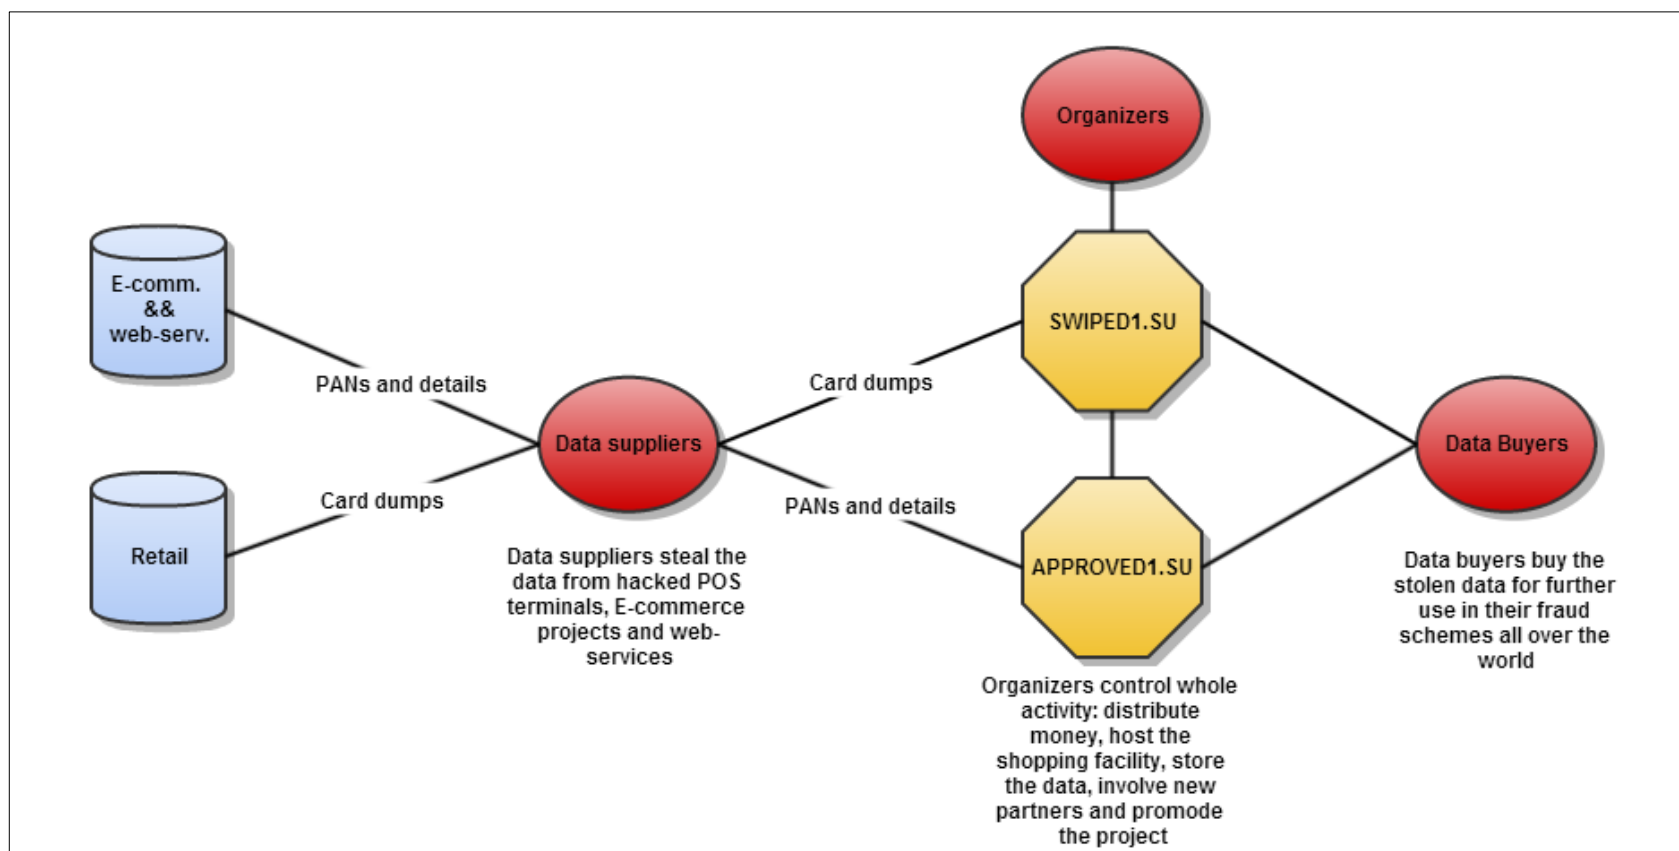 Organizers
E-comm.
&&
web-serv.
SWIPED1.SU
PANs and details
Card dumps
Data suppliers
Data Buyers
Card dumps
PANs and details
Retail
APPROVED1.SU
Data suppliers steal the
data from hacked POS
terminals, E-commerce
projects and web-
services
Data buyers buy the
stolen data for further
use in their fraud
schemes all over the
world
Organizers control whole
activity: distribute
money, host the
shopping facility, store
the data, involve new
partners and promode
the project